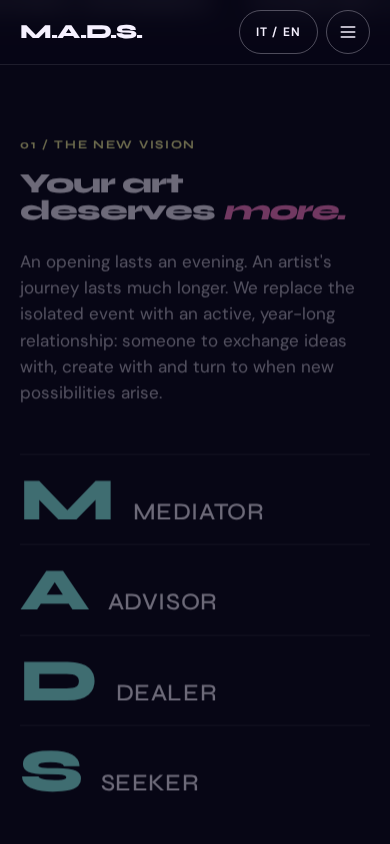 M.A.D.S.
IT / EN
01 / THE NEW VISION
Your art
deserves more.
An opening lasts an evening. An artist's
journey lasts much longer. We replace the
isolated event with an active, year-long
relationship: someone to exchange ideas
with, create with and turn to when new
possibilities arise.
M MEDIATOR
A ADVISOR
D DEALER
S SEEKER